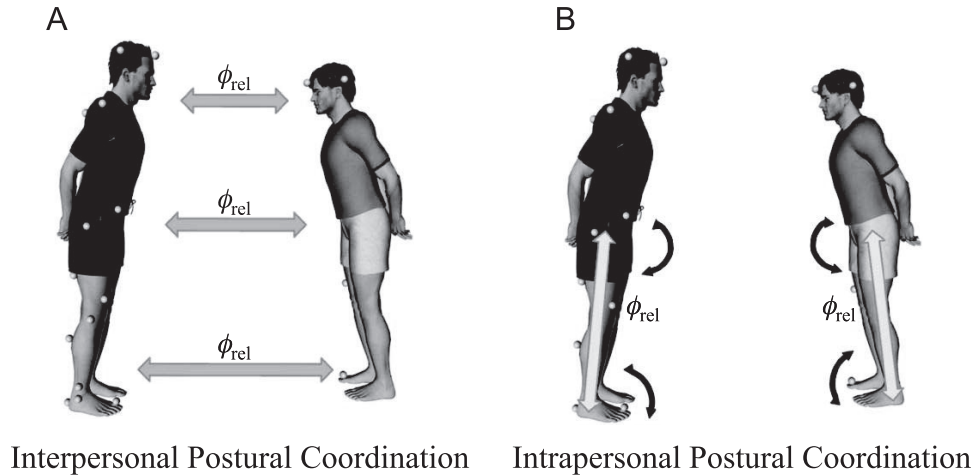 A
B
ϕrel
ϕrel
ϕrel
ϕrel
ϕrel
Interpersonal Postural Coordination
Intrapersonal Postural Coordination